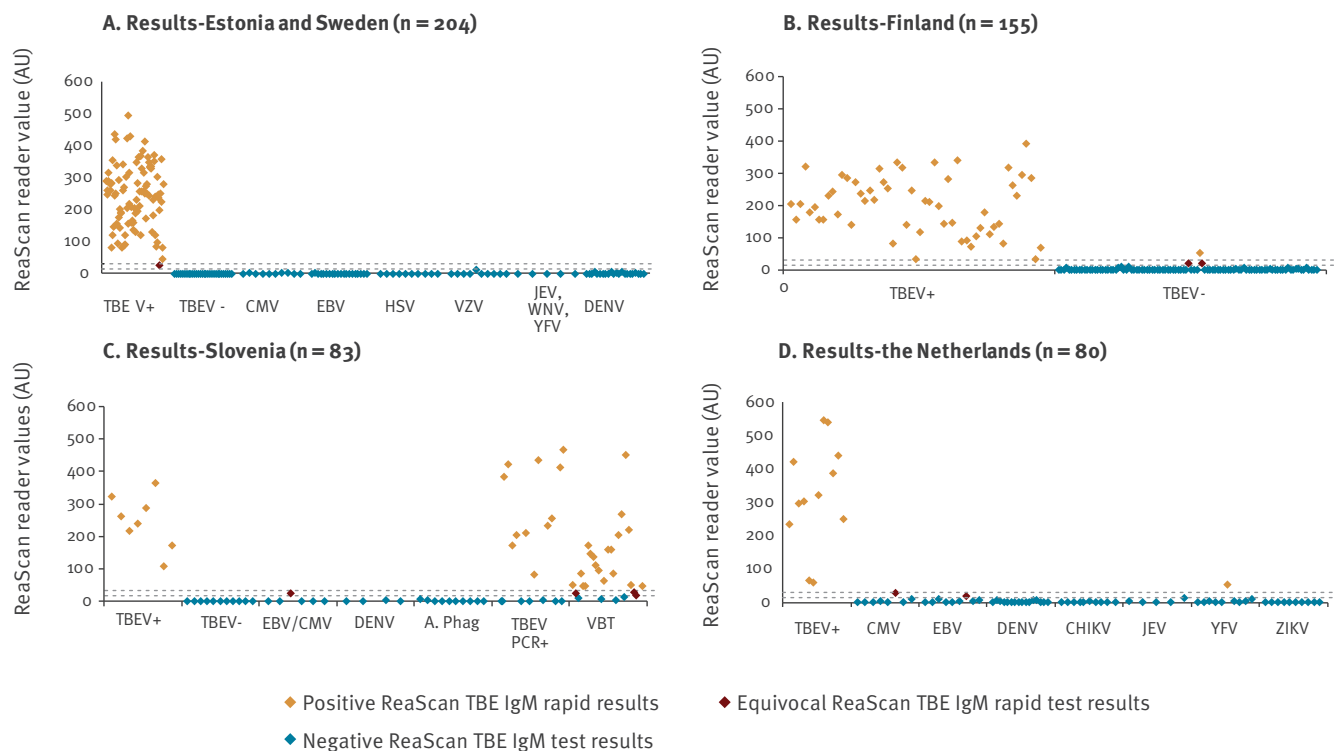 A. Results-Estonia and Sweden (n = 204)
ReaScan reader value (AU)
600
500
400
300
200
100
0
TBE V+ TBEV - CMV EBV HSV VZV JEV, WNV, YFV DENV
B. Results-Finland (n = 155)
ReaScan reader value (AU)
600
500
400
300
200
100
0
0 TBEV+ TBEV-
C. Results-Slovenia (n = 83)
ReaScan reader values (AU)
600
500
400
300
200
100
0
TBEV+ TBEV- EBV/CMV DENV A. Phag TBEV PCR+ VBT
D. Results-the Netherlands (n = 80)
ReaScan reader value (AU)
600
500
400
300
200
100
0
TBEV+ CMV EBV DENV CHIKV JEV YFV ZIKV
Positive ReaScan TBE IgM rapid results
Equivocal ReaScan TBE IgM rapid test results
Negative ReaScan TBE IgM test results